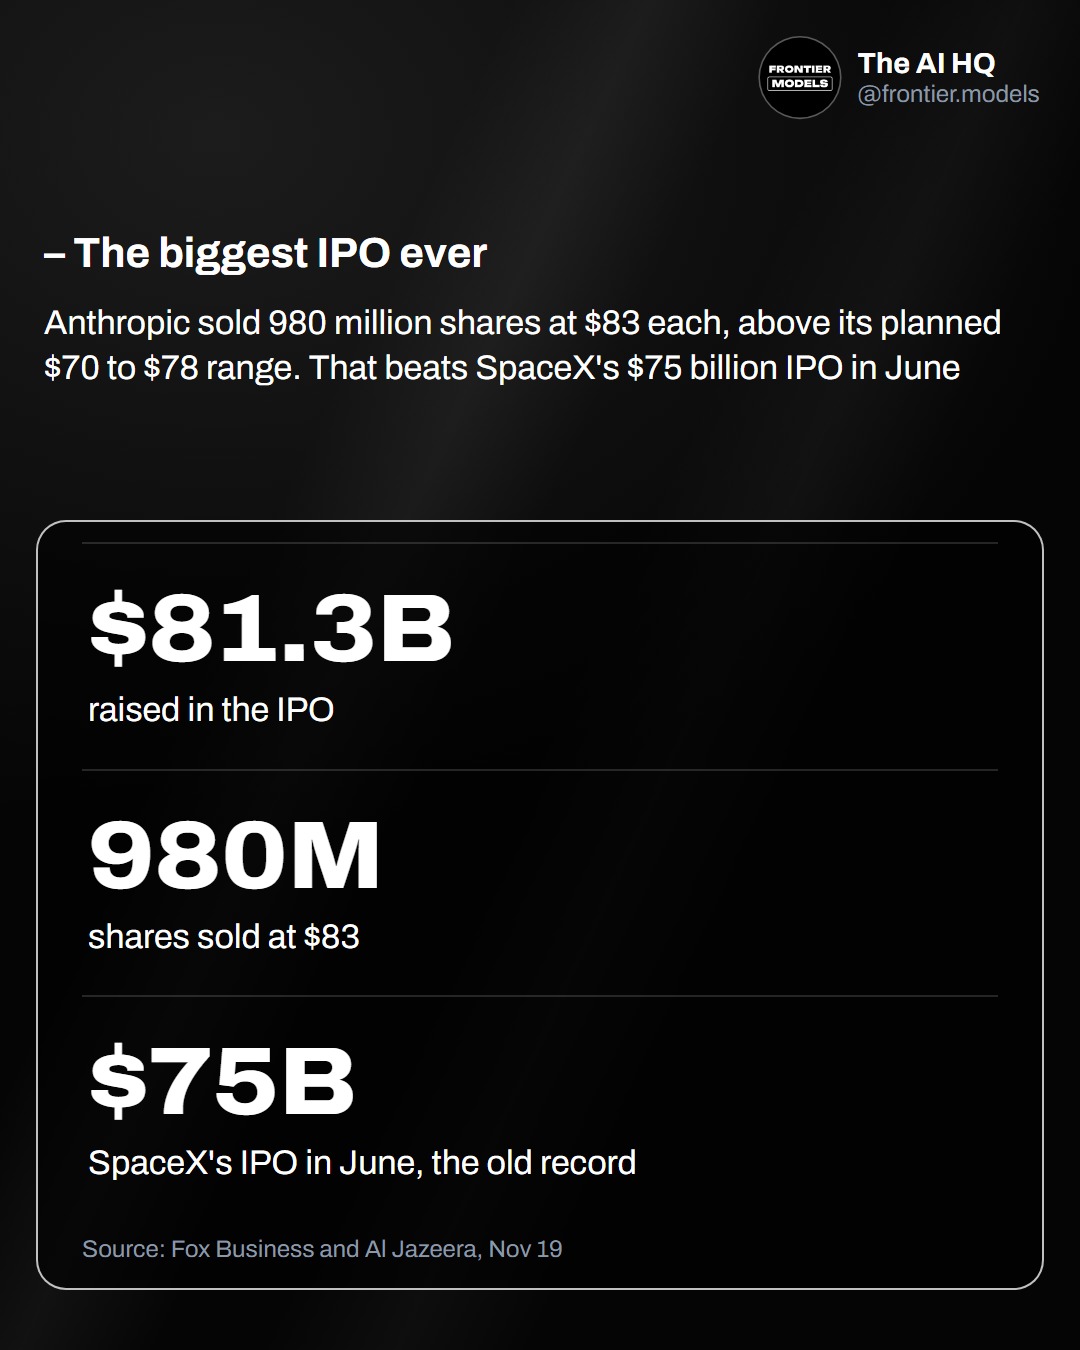 FRONTIER
MODELS
The AI HQ
@frontier.models
– The biggest IPO ever
Anthropic sold 980 million shares at $83 each, above its planned
$70 to $78 range. That beats SpaceX's $75 billion IPO in June
$81.3B
raised in the IPO
980M
shares sold at $83
$75B
SpaceX's IPO in June, the old record
Source: Fox Business and Al Jazeera, Nov 19